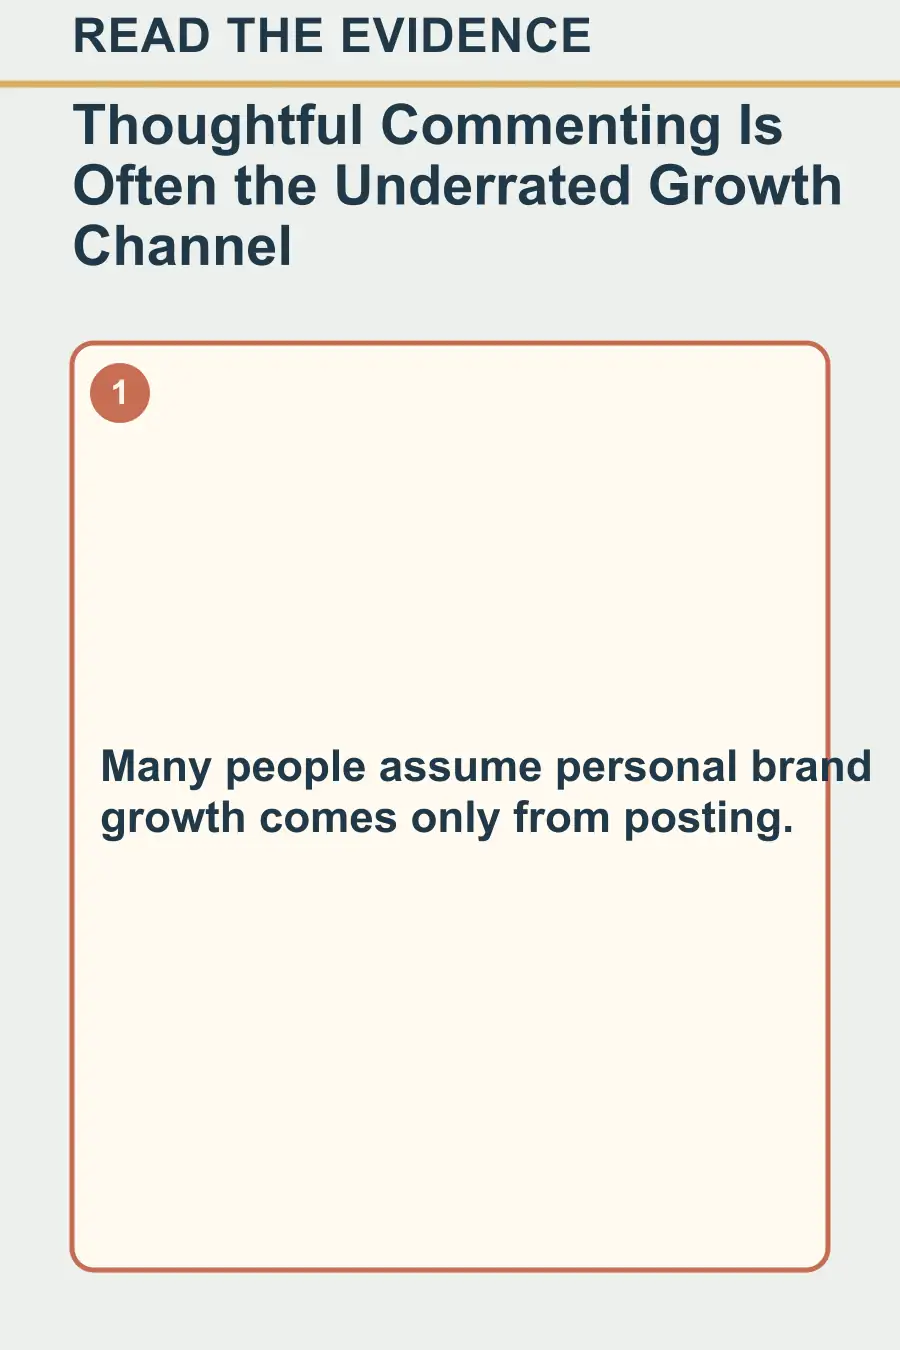 READ THE EVIDENCE
Thoughtful Commenting Is
Often the Underrated Growth
Channel
1
Many people assume personal brand
growth comes only from posting.